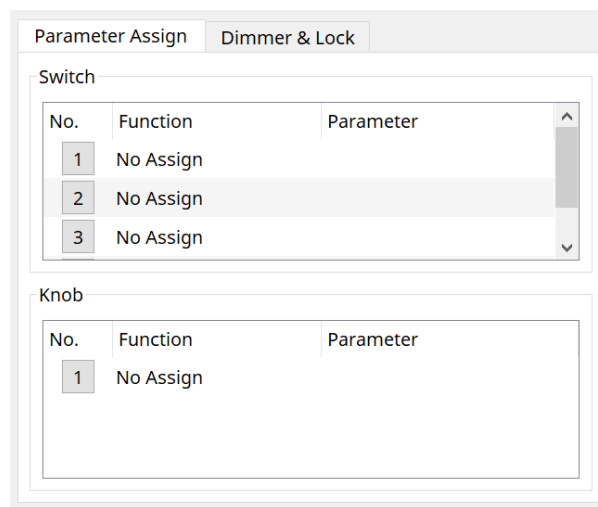 Parameter Assign Dimmer & Lock
Switch
No. Function Parameter
1 No Assign
2 No Assign
3 No Assign
Knob
No. Function Parameter
1 No Assign